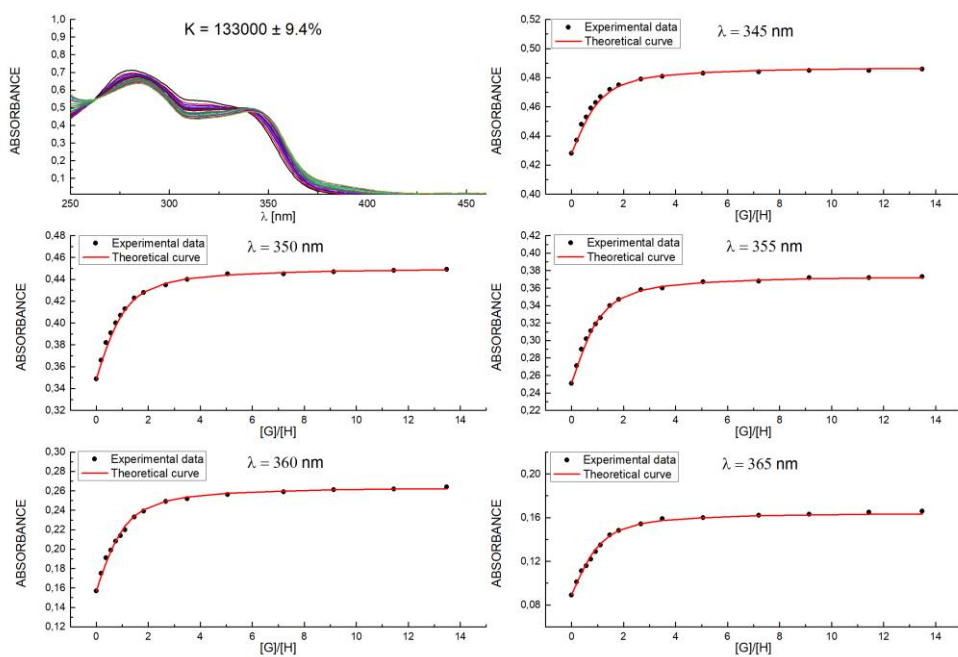 K = 133000 ± 9.4%
ABSORBANCE
1,0
0,9
0,8
0,7
0,6
0,5
0,4
0,3
0,2
0,1
250 300 350 400 450
λ [nm]
Experimental data
Theoretical curve
λ = 345 nm
ABSORBANCE
0,52
0,48
0,46
0,44
0,42
0,40
0 2 4 6 8 10 12 14
[G]/[H]
Experimental data
Theoretical curve
λ = 350 nm
ABSORBANCE
0,48
0,44
0,42
0,40
0,38
0,36
0,34
0,32
0 2 4 6 8 10 12 14
[G]/[H]
Experimental data
Theoretical curve
λ = 355 nm
ABSORBANCE
0,42
0,40
0,38
0,36
0,34
0,32
0,30
0,28
0,26
0,24
0,22
0 2 4 6 8 10 12 14
[G]/[H]
Experimental data
Theoretical curve
λ = 360 nm
ABSORBANCE
0,30
0,28
0,26
0,24
0,22
0,20
0,18
0,16
0,14
0,12
0 2 4 6 8 10 12 14
[G]/[H]
Experimental data
Theoretical curve
λ = 365 nm
ABSORBANCE
0,20
0,16
0,12
0,08
0 2 4 6 8 10 12 14
[G]/[H]